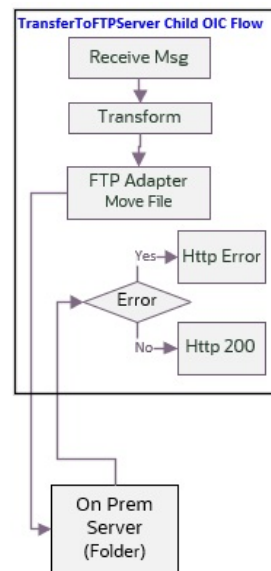 TransferToFTPServer Child OIC Flow
Receive Msg
Transform
FTP Adapter
Move File
Yes
Http Error
Error
No
Http 200
On Prem
Server
(Folder)